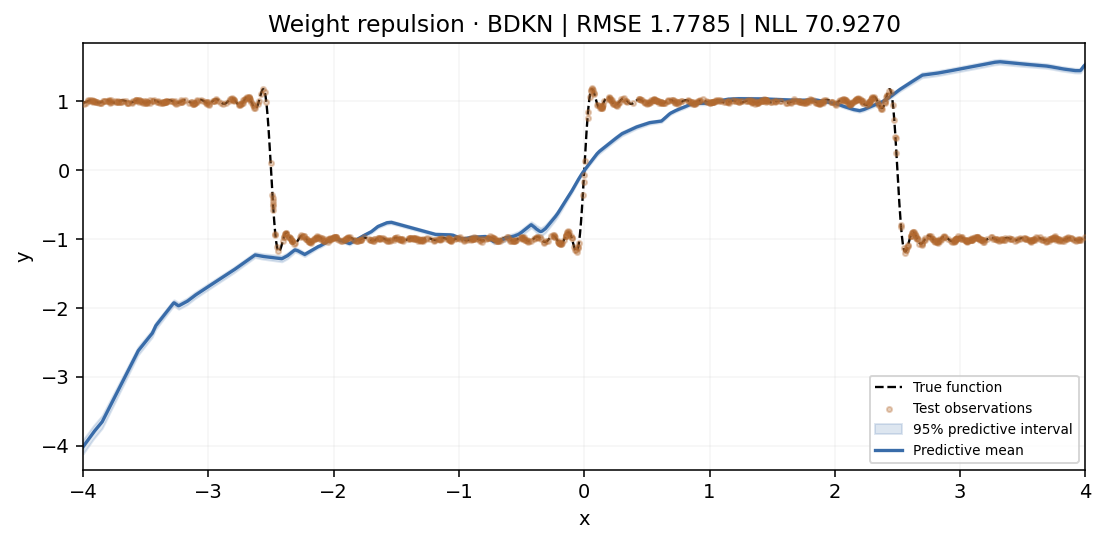 Weight repulsion · BDKN | RMSE 1.7785 | NLL 70.9270
y
1
0
−1
−2
−3
−4
True function
Test observations
95% predictive interval
Predictive mean
−4 −3 −2 −1 0 1 2 3 4
x